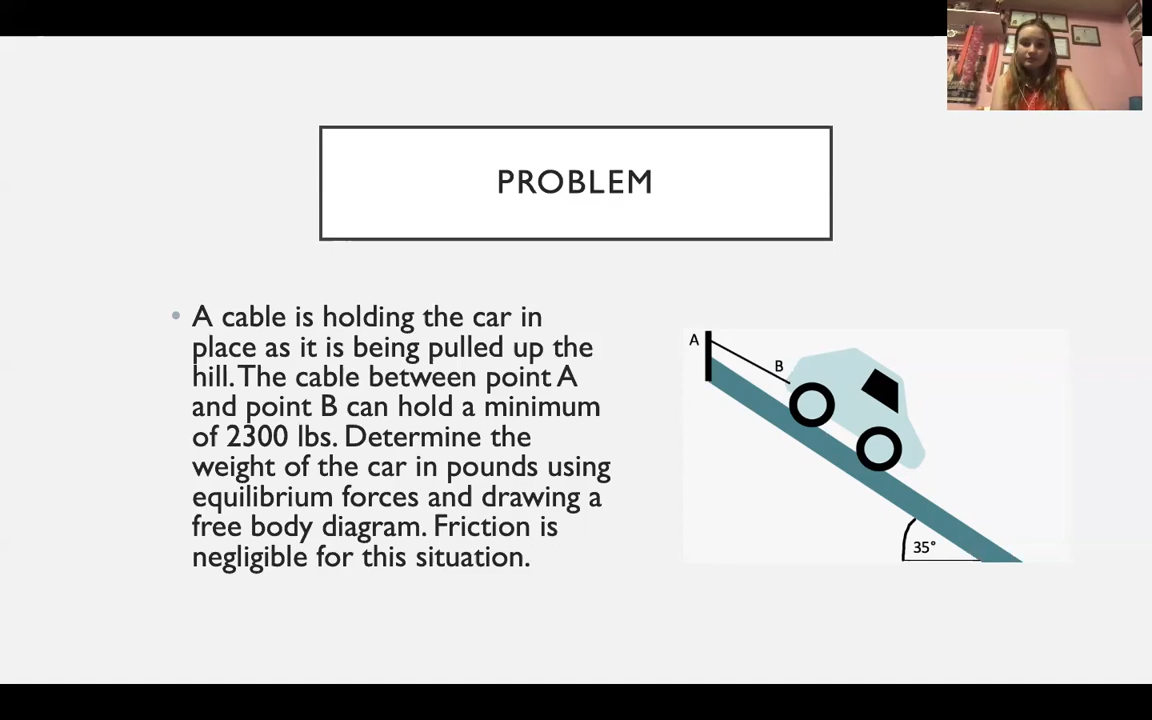 PROBLEM
• A cable is holding the car in
place as it is being pulled up the
hill. The cable between point A
and point B can hold a minimum
of 2300 lbs. Determine the
weight of the car in pounds using
equilibrium forces and drawing a
free body diagram. Friction is
negligible for this situation.
A
B
35°